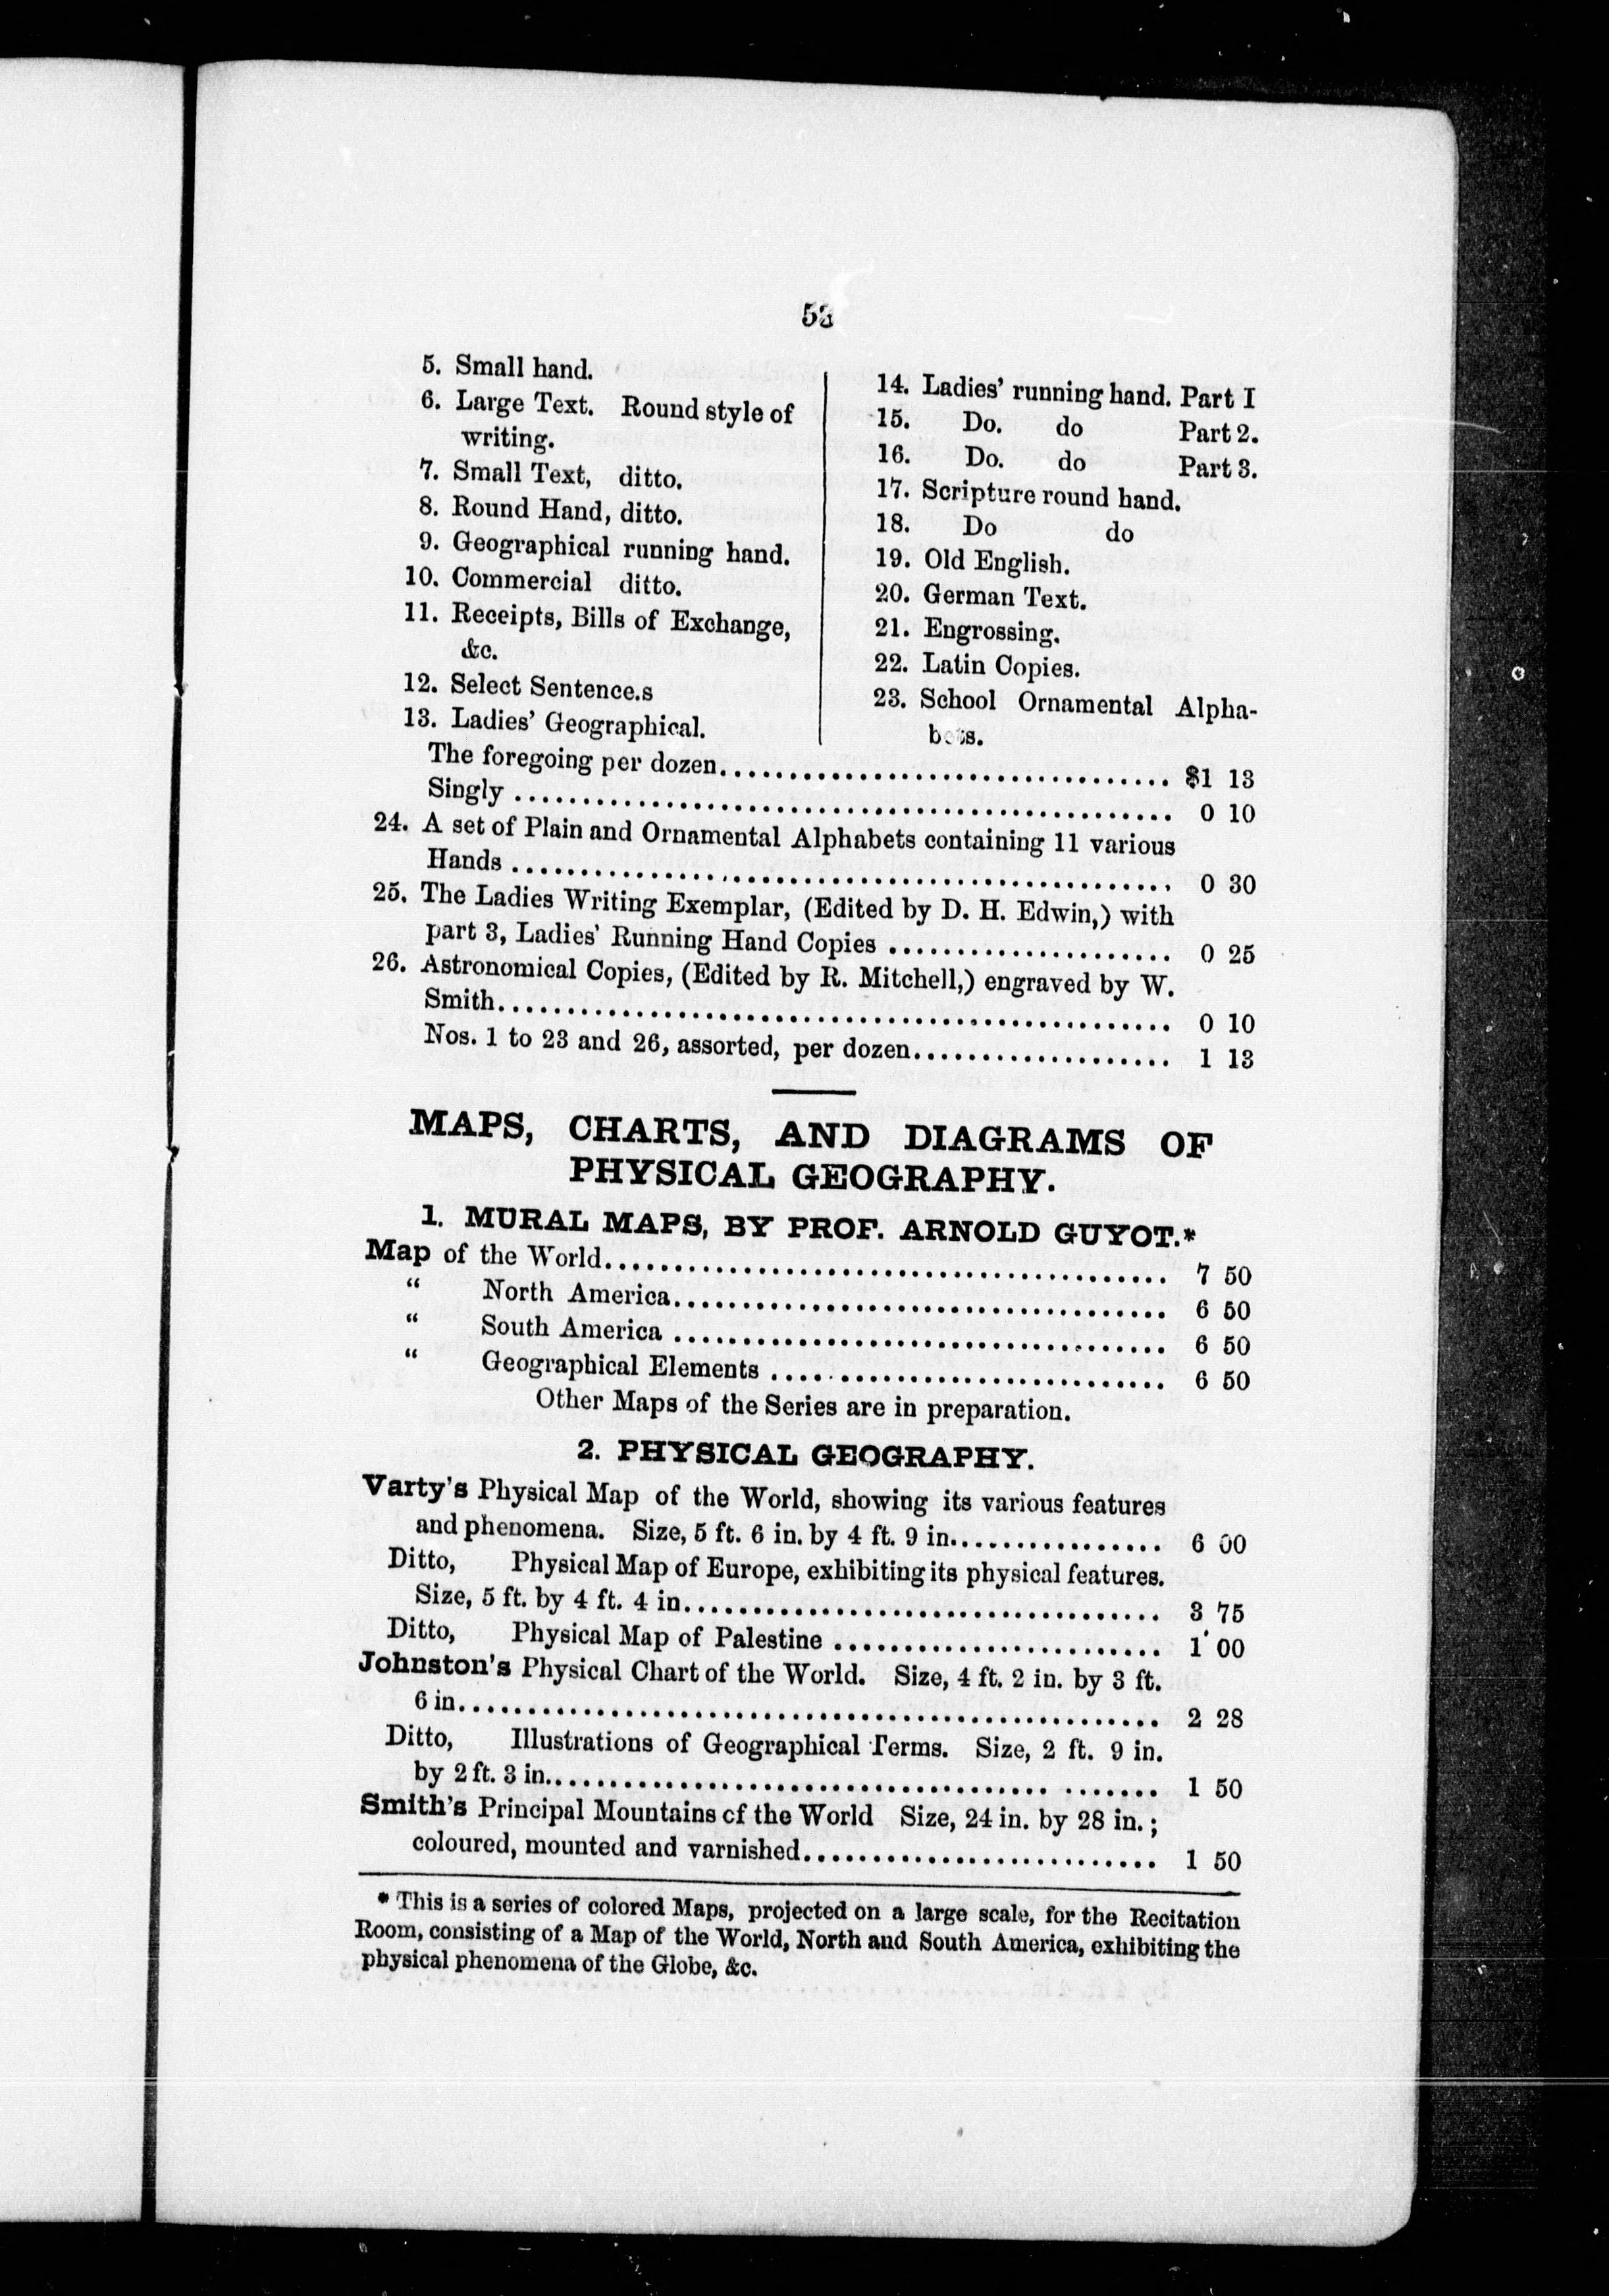 53
5. Small hand.
6. Large Text. Round style of
writing.
7. Small Text, ditto.
8. Round Hand, ditto.
9. Geographical running hand.
10. Commercial ditto.
11. Receipts, Bills of Exchange,
&c.
12. Select Sentence.s
13. Ladies' Geographical.
14. Ladies' running hand. Part I
15. Do. do Part 2.
16. Do. do Part 3.
17. Scripture round hand.
18. Do do
19. Old English.
20. German Text.
21. Engrossing.
22. Latin Copies.
23. School Ornamental Alpha-
bets.
The foregoing per dozen................................. $1 13
Singly ................................................ 0 10
24. A set of Plain and Ornamental Alphabets containing 11 various
Hands ................................................ 0 30
25. The Ladies Writing Exemplar, (Edited by D. H. Edwin,) with
part 3, Ladies' Running Hand Copies ..................... 0 25
26. Astronomical Copies, (Edited by R. Mitchell,) engraved by W.
Smith................................................. 0 10
Nos. 1 to 23 and 26, assorted, per dozen................... 1 13
MAPS, CHARTS, AND DIAGRAMS OF
PHYSICAL GEOGRAPHY.
1. MURAL MAPS, BY PROF. ARNOLD GUYOT.*
Map of the World......................................... 7 50
" North America.................................... 6 50
" South America .................................... 6 50
" Geographical Elements ............................. 6 50
Other Maps of the Series are in preparation.
2. PHYSICAL GEOGRAPHY.
Varty's Physical Map of the World, showing its various features
and phenomena. Size, 5 ft. 6 in. by 4 ft. 9 in................ 6 00
Ditto, Physical Map of Europe, exhibiting its physical features.
Size, 5 ft. by 4 ft. 4 in................................... 3 75
Ditto, Physical Map of Palestine ........................ 1 00
Johnston's Physical Chart of the World. Size, 4 ft. 2 in. by 3 ft.
6 in................................................... 2 28
Ditto, Illustrations of Geographical Terms. Size, 2 ft. 9 in.
by 2 ft. 3 in..................................... ....... 1 50
Smith's Principal Mountains of the World Size, 24 in. by 28 in. ;
coloured, mounted and varnished.......................... 1 50
* This is a series of colored Maps, projected on a large scale, for the Recitation
Room, consisting of a Map of the World, North and South America, exhibiting the
physical phenomena of the Globe, &c.